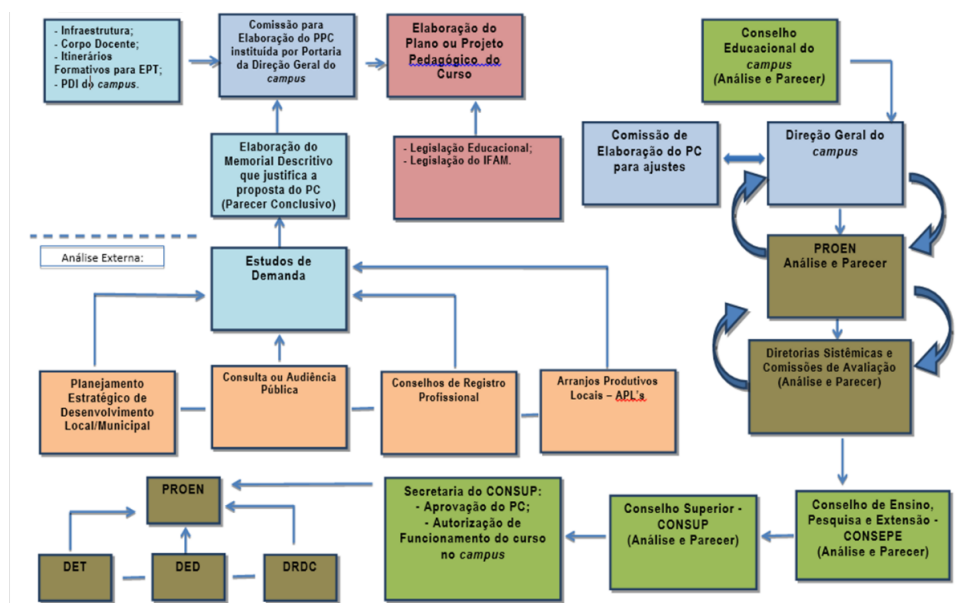 - Infraestrutura;
- Corpo Docente;
- Itinerários
Formativos para EPT;
- PDI do campus.
Comissão para
Elaboração do PPC
instituída por Portaria
da Direção Geral do
campus
Elaboração do
Plano ou Projeto
Pedagógico do
Curso
Conselho
Educacional do
campus
(Análise e Parecer)
Elaboração do
Memorial Descritivo
que justifica a
proposta do PC
(Parecer Conclusivo)
- Legislação Educacional;
- Legislação do IFAM.
Comissão de
Elaboração do PC
para ajustes
Direção Geral do
campus
Análise Externa:
Estudos de
Demanda
PROEN
Análise e Parecer
Planejamento
Estratégico de
Desenvolvimento
Local/Municipal
Consulta ou Audiência
Pública
Conselhos de Registro
Profissional
Arranjos Produtivos
Locais – APL's
Diretorias Sistêmicas e
Comissões de Avaliação
(Análise e Parecer)
PROEN
DET
DED
DRDC
Secretaria do CONSUP:
- Aprovação do PC;
- Autorização de
Funcionamento do curso
no campus
Conselho Superior -
CONSUP
(Análise e Parecer)
Conselho de Ensino,
Pesquisa e Extensão -
CONSEPE
(Análise e Parecer)